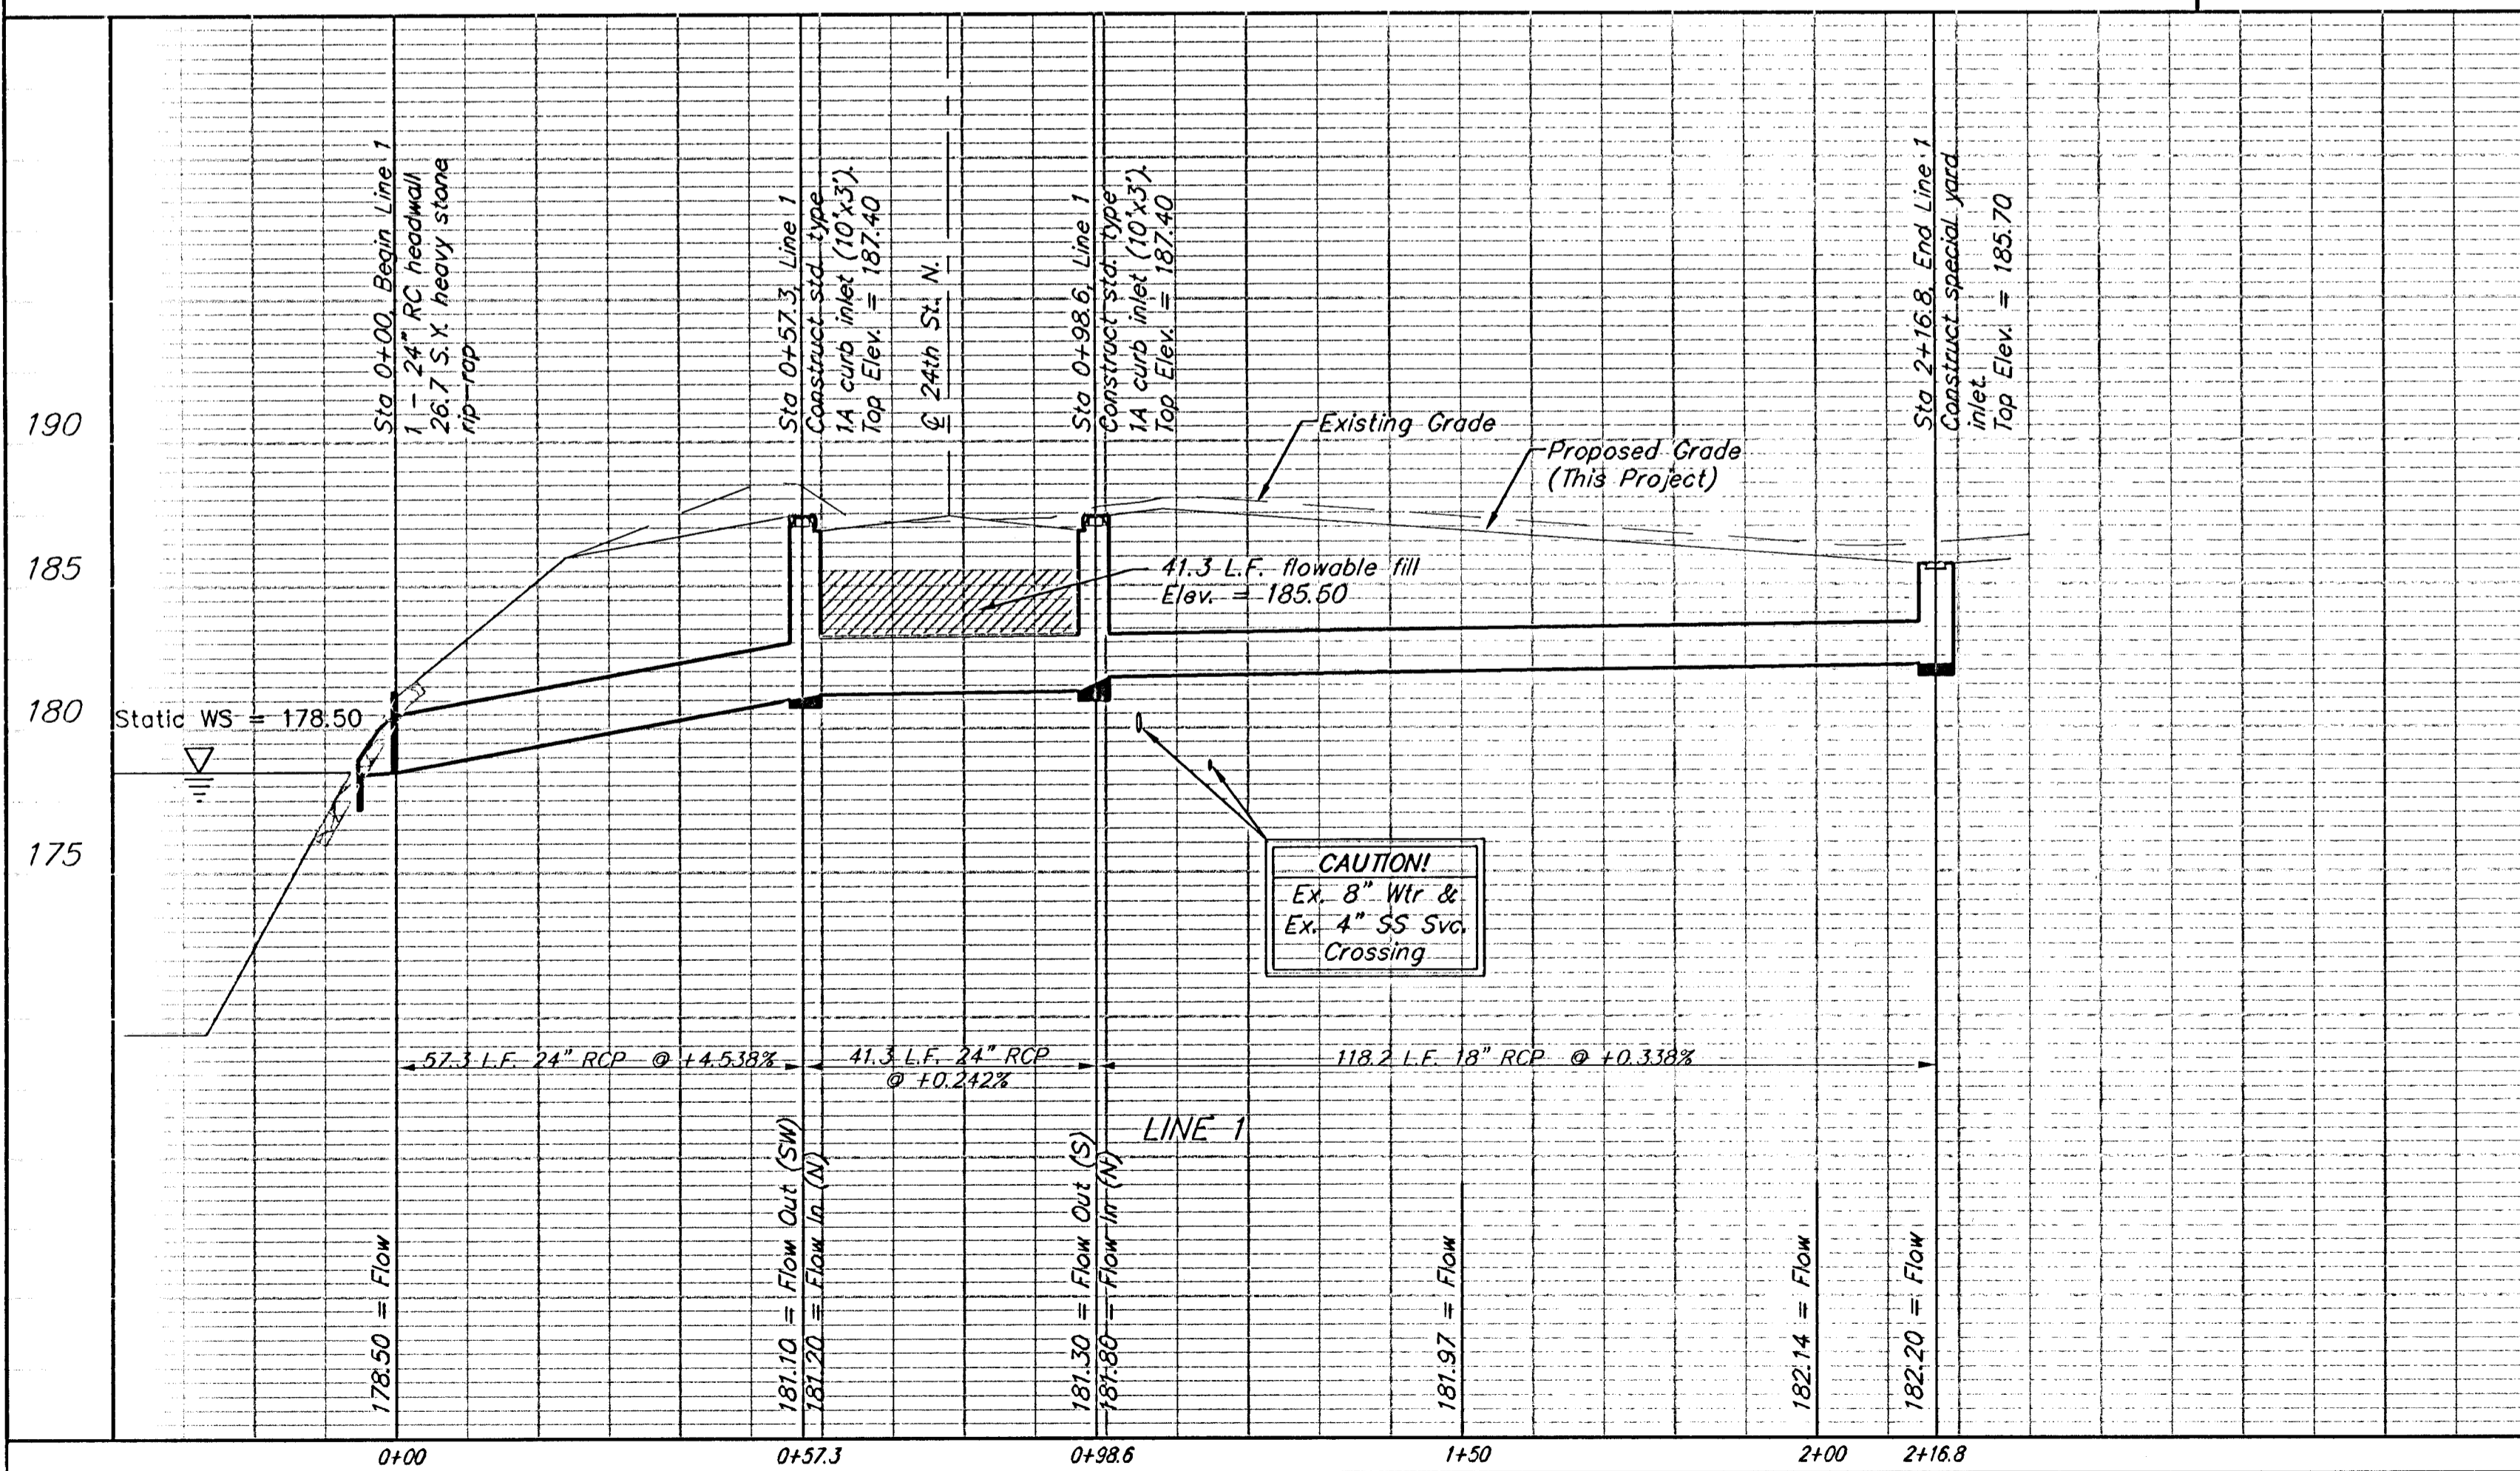 Sta 0+00, Begin Line 1
1 - 24" RC headwall
26.7 S.Y. heavy stone
rip-rap
Sta 0+57.3, Line 1
Construct std. type
1A curb inlet (10'x3').
Top Elev. = 187.40
℄ 24th St. N.
Sta 0+98.6, Line 1
Construct std. type
1A curb inlet (10'x3').
Top Elev. = 187.40
Sta 2+16.8, End Line 1
Construct special yard
inlet.
Top Elev. = 185.70
190
185
180
175
Existing Grade
Proposed Grade
(This Project)
41.3 L.F. flowable fill
Elev. = 185.60
Static WS = 178.50
CAUTION!
Ex. 8" Wtr &
Ex. 4" SS Svc.
Crossing
57.3 L.F. 24" RCP @ +4.538%
41.3 L.F. 24" RCP
@ +0.242%
118.2 L.F. 18" RCP @ +0.338%
LINE 1
178.50 = Flow
181.10 = Flow Out (SW)
181.20 = Flow In (N)
181.30 = Flow Out (S)
181.80 = Flow In (N)
181.97 = Flow
182.14 = Flow
182.20 = Flow
0+00
0+57.3
0+98.6
1+50
2+00
2+16.8